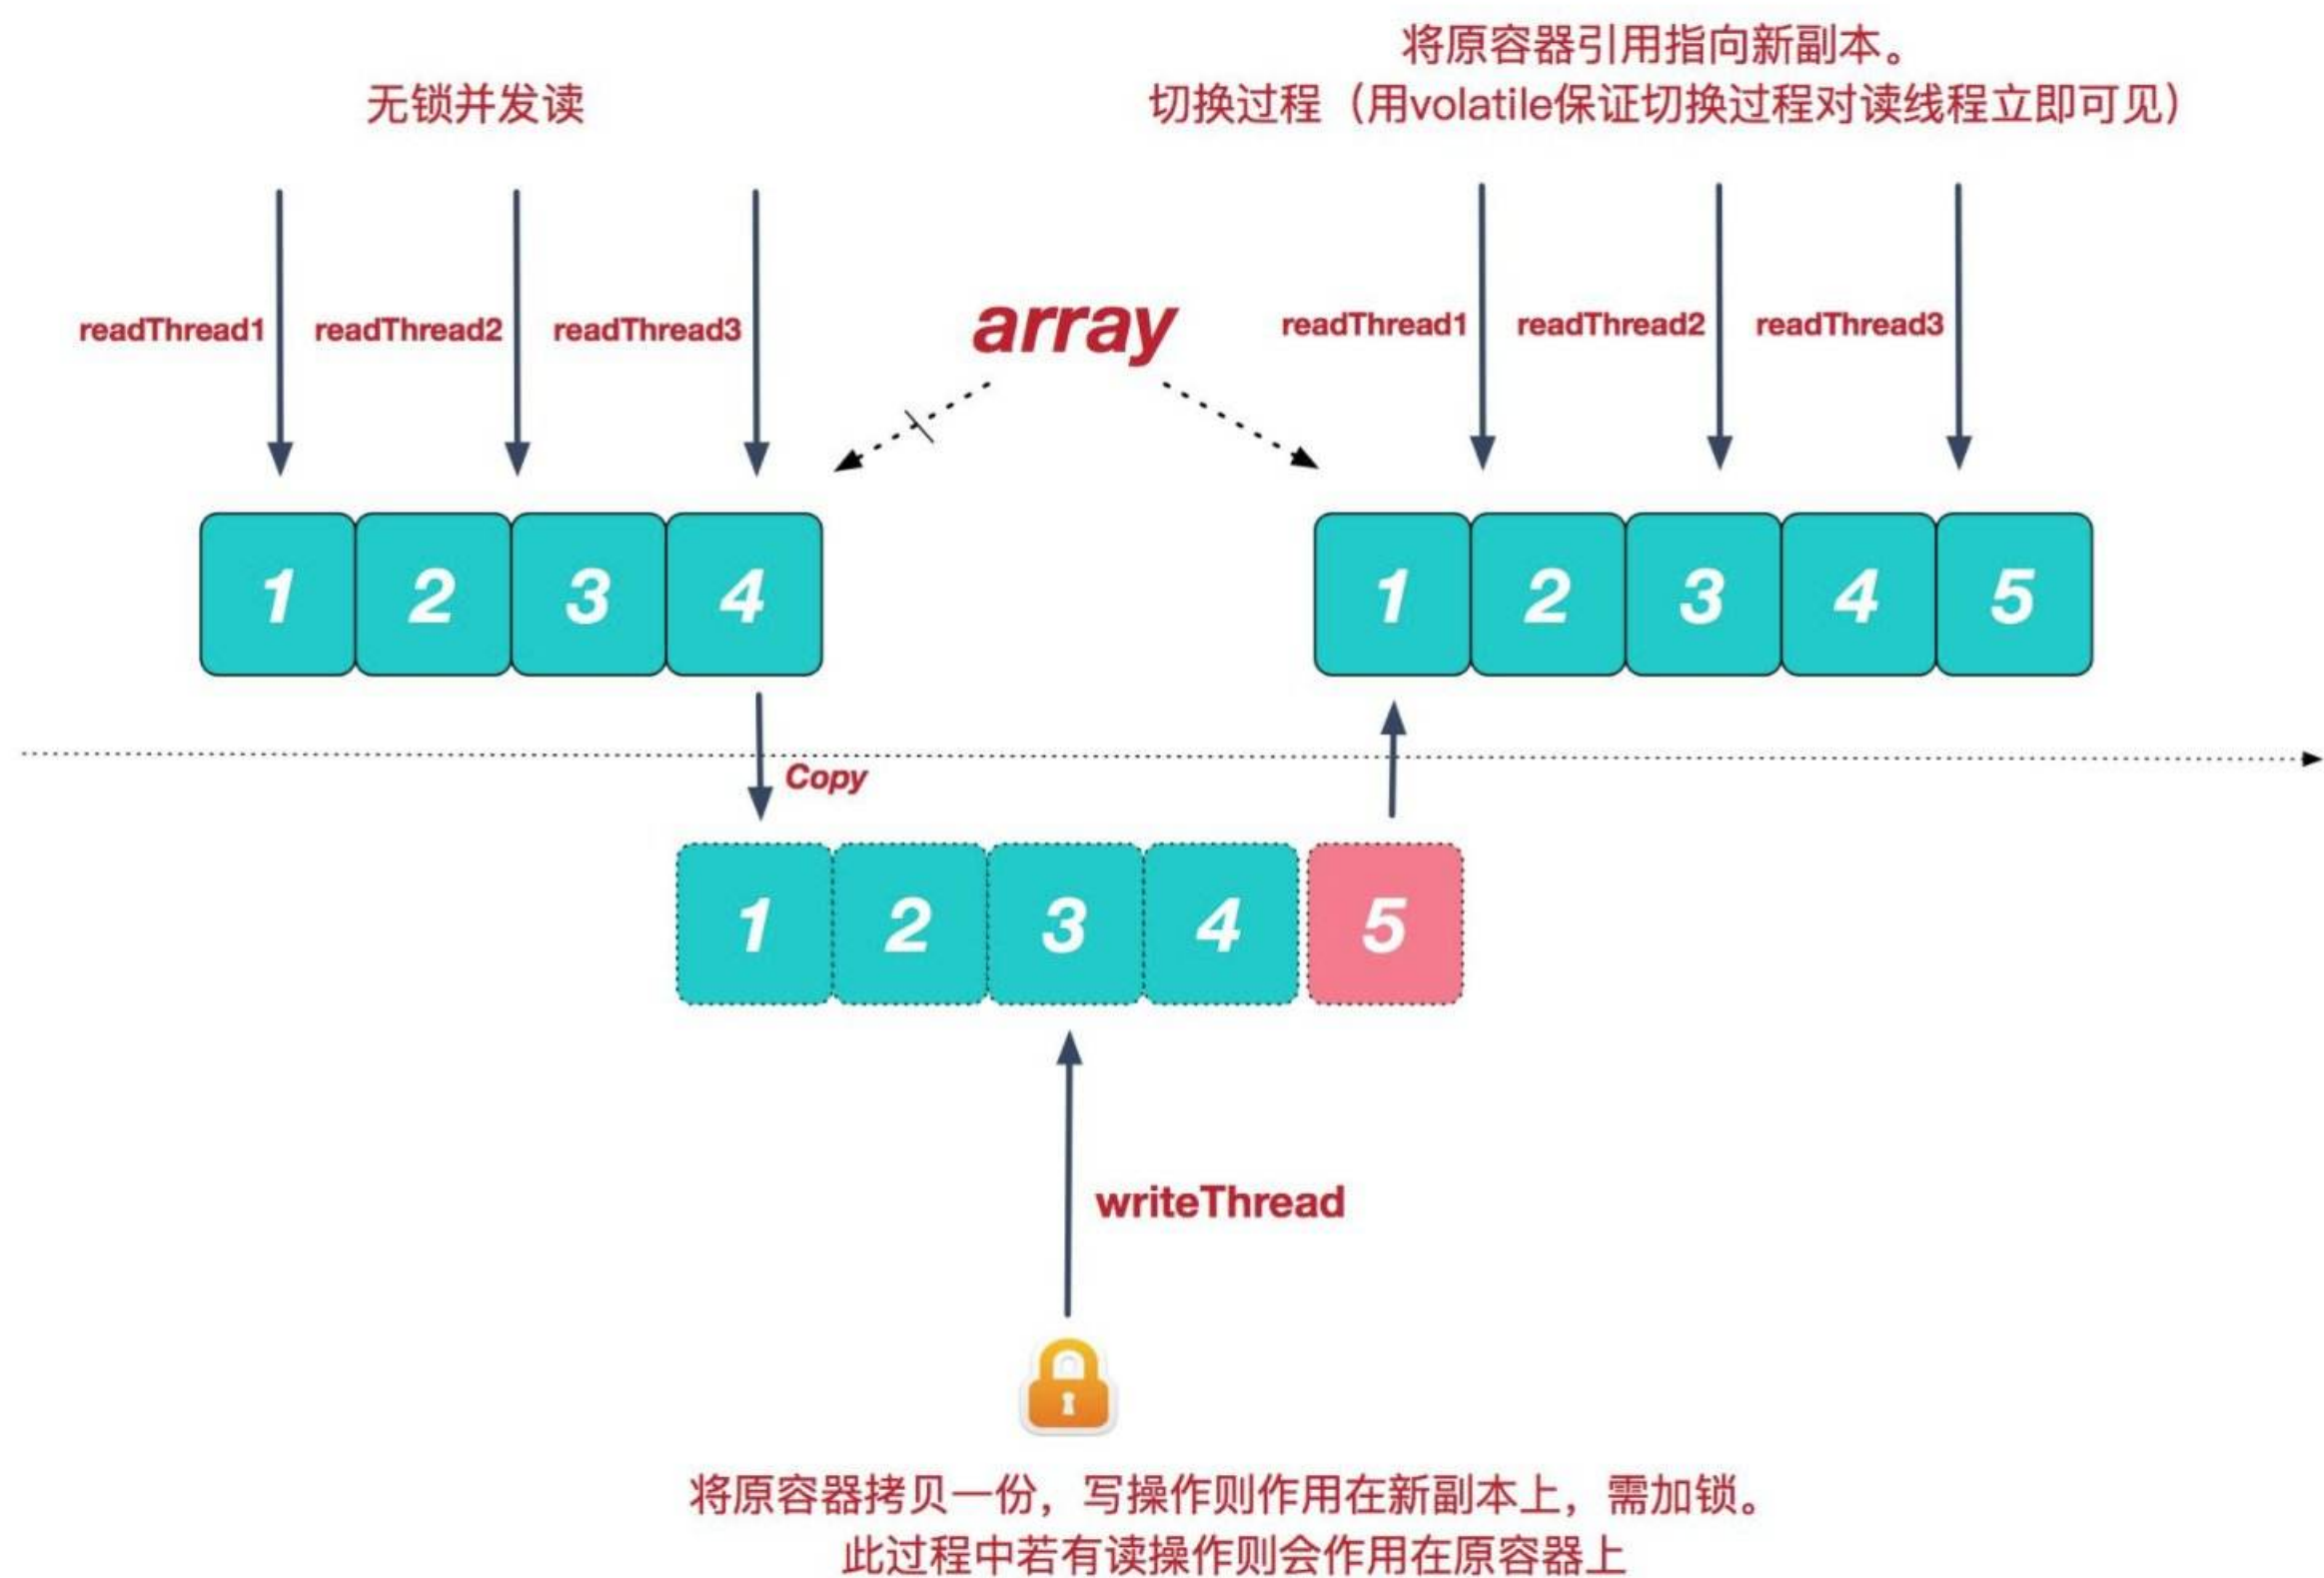 将原容器引用指向新副本。
无锁并发读
切换过程（用volatile保证切换过程对读线程立即可见）
array
readThread1
readThread2
readThread3
readThread1
readThread2
readThread3
1 2 3 4
1 2 3 4 5
Copy
1 2 3 4 5
writeThread
将原容器拷贝一份，写操作则作用在新副本上，需加锁。
此过程中若有读操作则会作用在原容器上